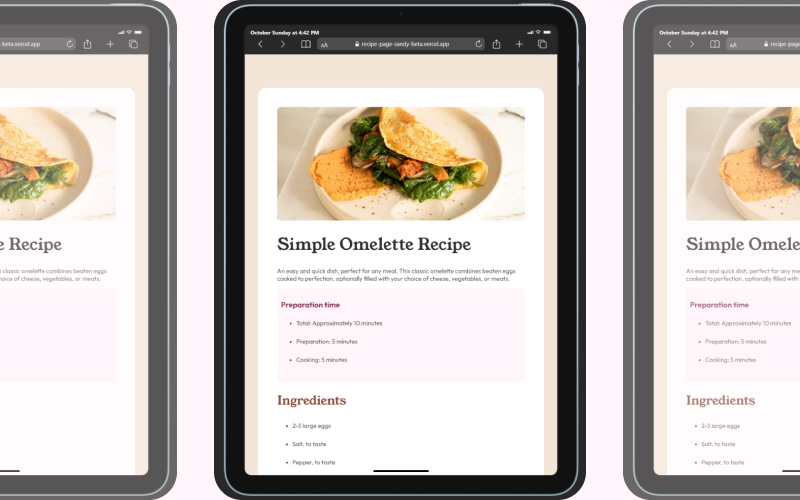 -beta.vercel.app
e Recipe
s classic omelette combines beaten eggs
choice of cheese, vegetables, or meats.
October Sunday at 4:42 PM
AA recipe-page-sandy-beta.vercel.app
Simple Omelette Recipe
An easy and quick dish, perfect for any meal. This classic omelette combines beaten eggs
cooked to perfection, optionally filled with your choice of cheese, vegetables, or meats.
Preparation time
• Total: Approximately 10 minutes
• Preparation: 5 minutes
• Cooking: 5 minutes
Ingredients
• 2-3 large eggs
• Salt, to taste
• Pepper, to taste
October Sunday at 4:42 PM
AA recipe-page
Simple Omele
An easy and quick dish, perfect for any me
cooked to perfection, optionally filled with
Preparation time
• Total: Approximately 10 minutes
• Preparation: 5 minutes
• Cooking: 5 minutes
Ingredients
• 2-3 large eggs
• Salt, to taste
• Pepper, to taste